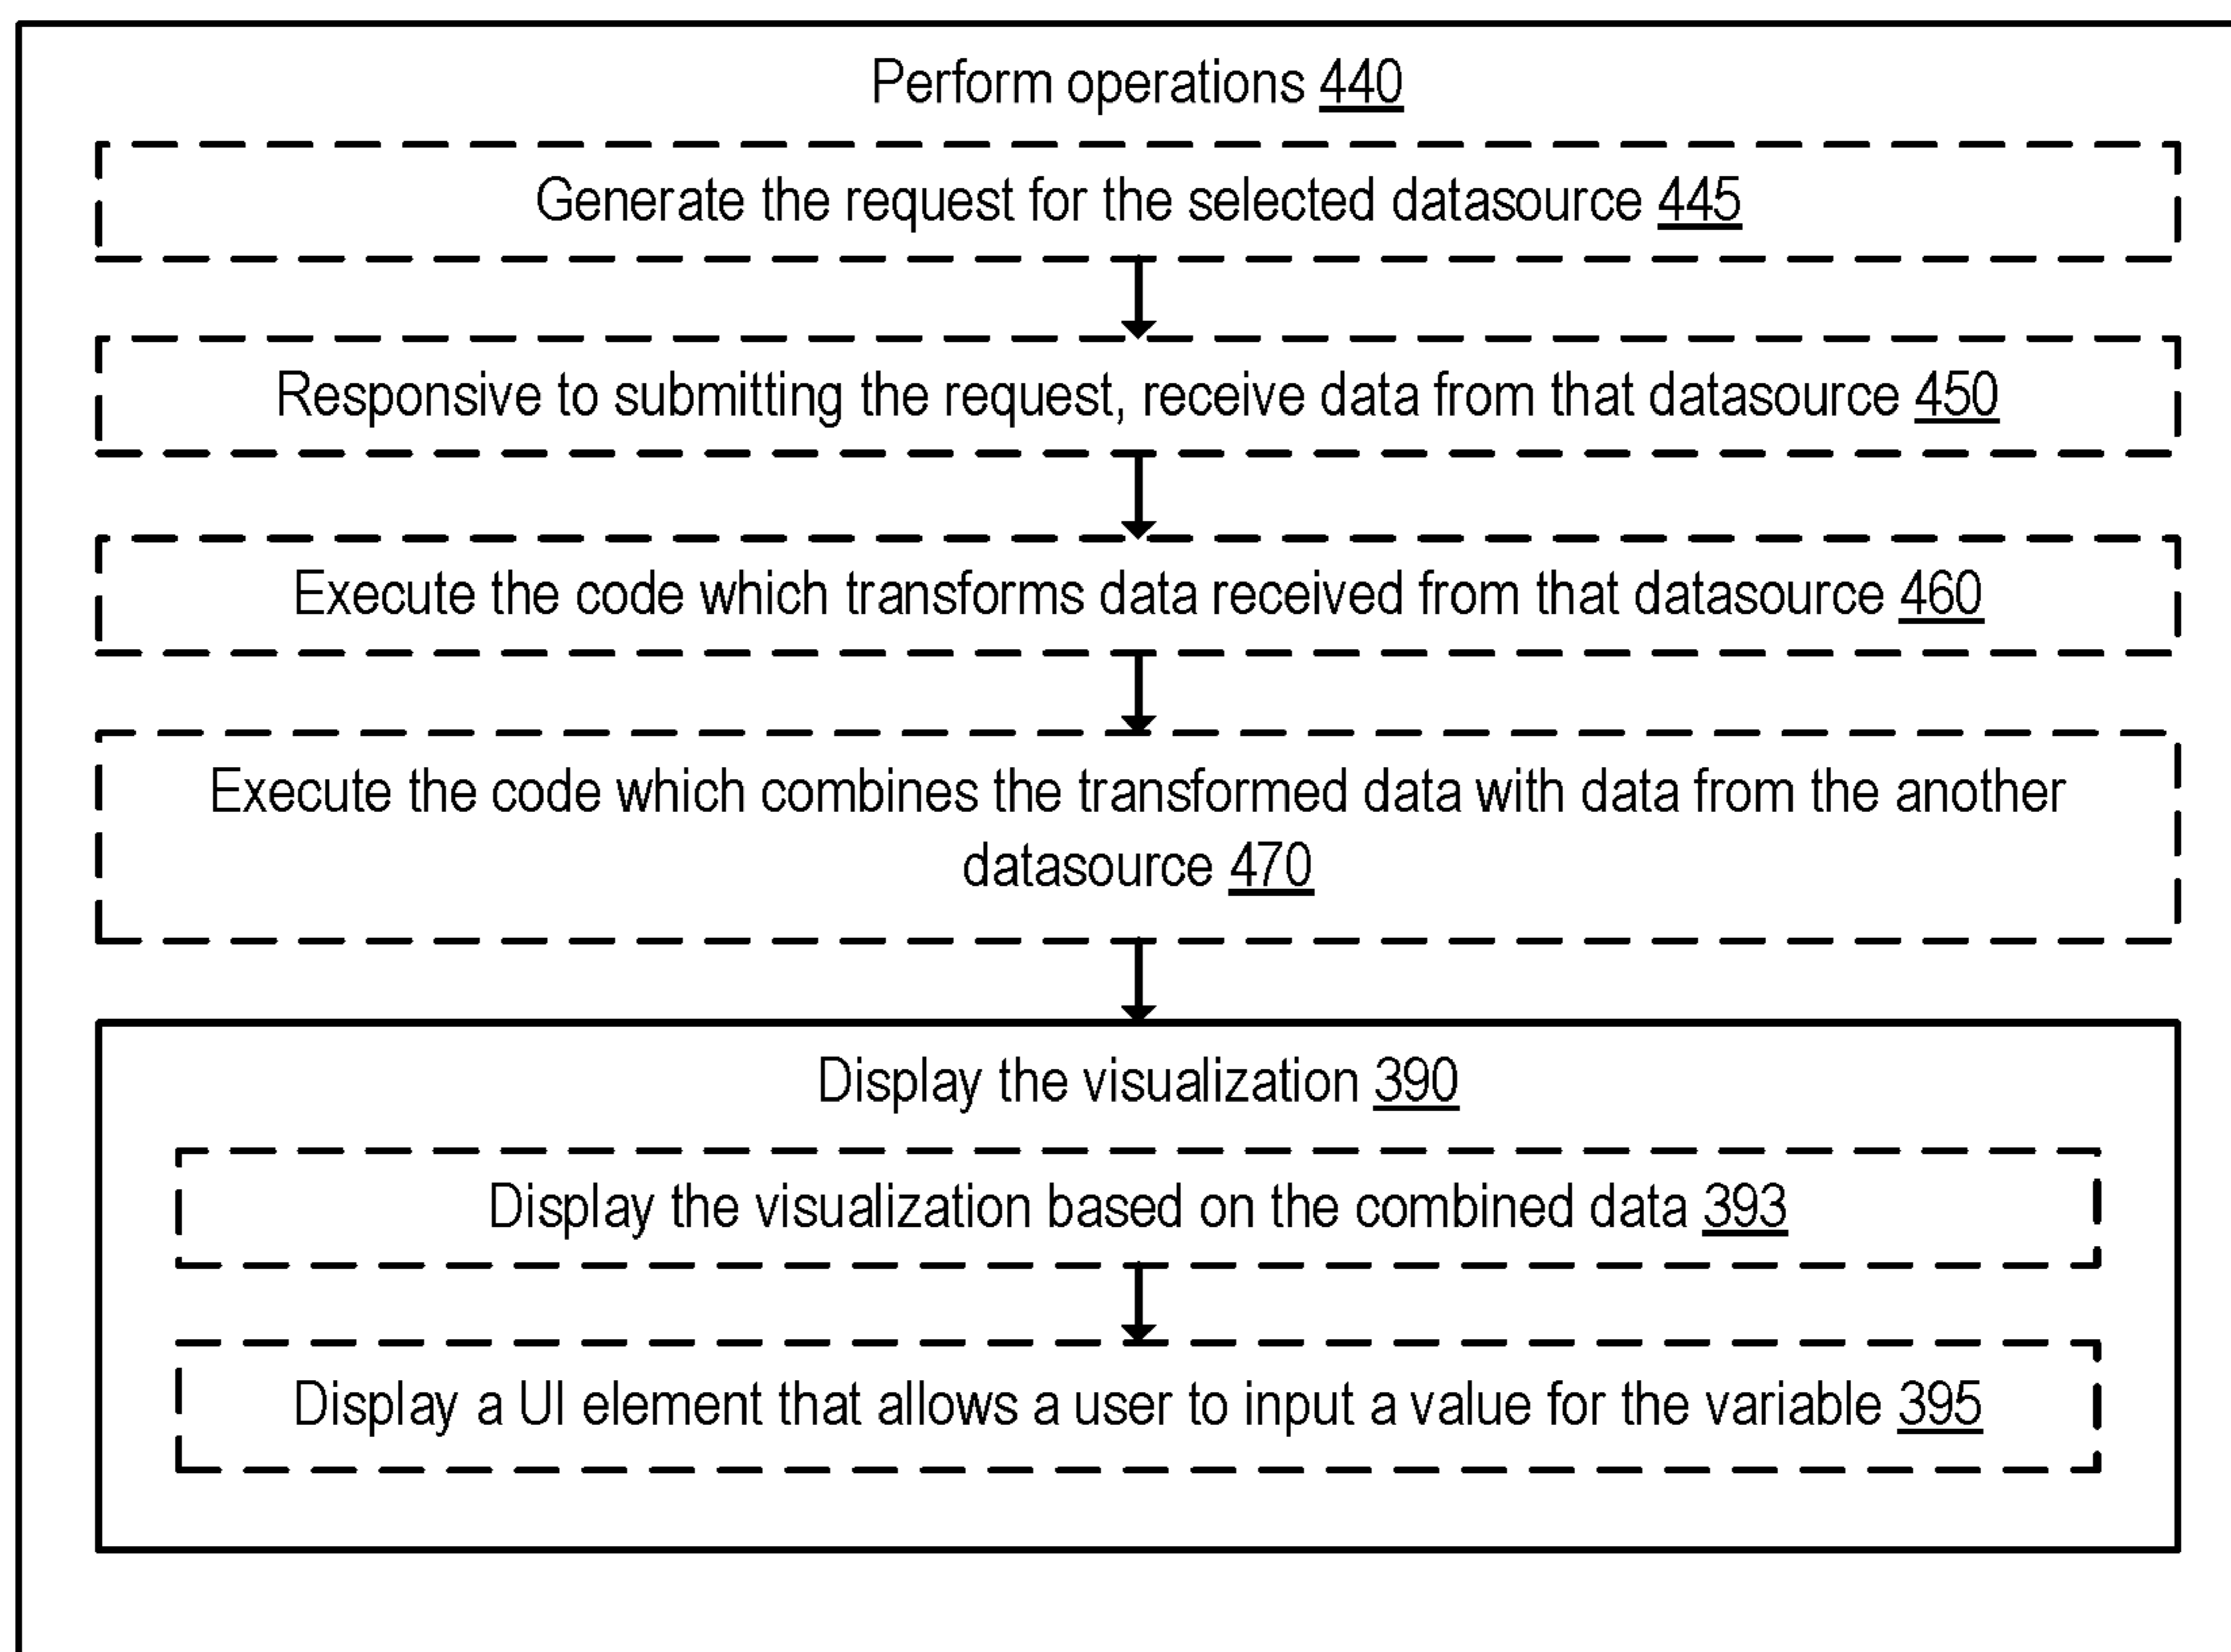 Perform operations 440
Generate the request for the selected datasource 445
Responsive to submitting the request, receive data from that datasource 450
Execute the code which transforms data received from that datasource 460
Execute the code which combines the transformed data with data from the another
datasource 470
Display the visualization 390
Display the visualization based on the combined data 393
Display a UI element that allows a user to input a value for the variable 395